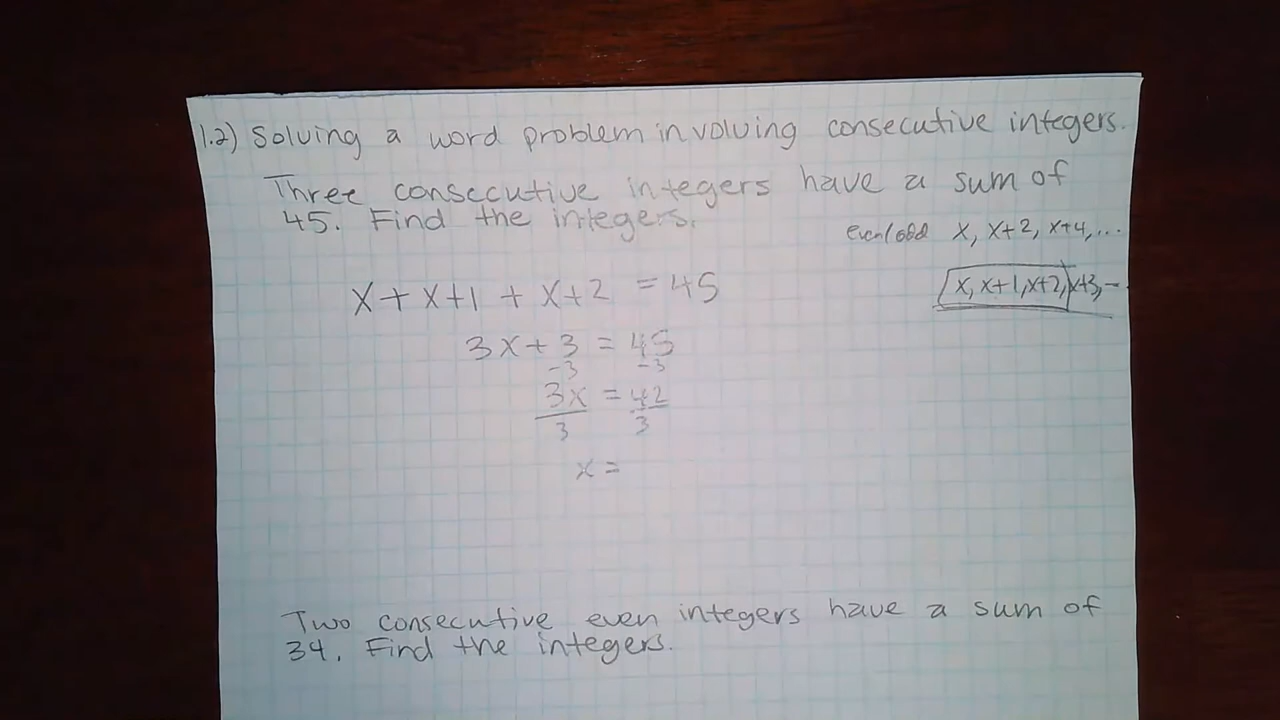 1.2) Solving a word problem involving consecutive integers.
Three consecutive integers have a sum of
45. Find the integers.
even/odd x, x+2, x+4,...
x, x+1, x+2, x+3, -
x + x+1 + x+2 = 45
3x + 3 = 45
-3 -3
3x = 42
3 3
x =
Two consecutive even integers have a sum of
34. Find the integers.